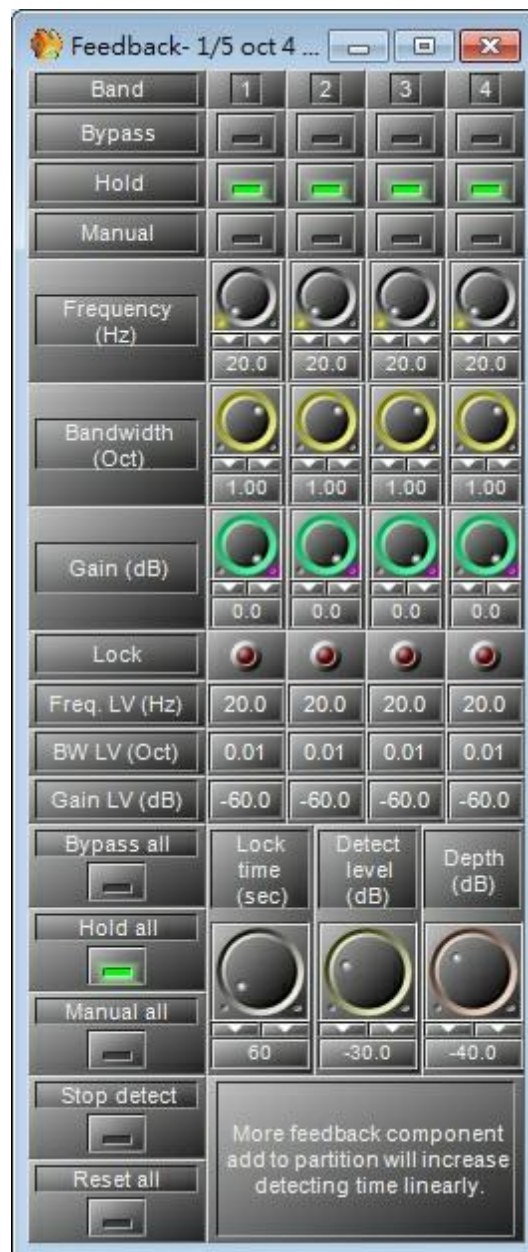 Feedback- 1/5 oct 4 ...
Band 1 2 3 4
Bypass
Hold
Manual
Frequency
(Hz)
20.0 20.0 20.0 20.0
Bandwidth
(Oct)
1.00 1.00 1.00 1.00
Gain (dB)
0.0 0.0 0.0 0.0
Lock
Freq. LV (Hz) 20.0 20.0 20.0 20.0
BW LV (Oct) 0.01 0.01 0.01 0.01
Gain LV (dB) -60.0 -60.0 -60.0 -60.0
Bypass all
Hold all
Manual all
Stop detect
Reset all
Lock
time
(sec)
60
Detect
level
(dB)
-30.0
Depth
(dB)
-40.0
More feedback component
add to partition will increase
detecting time linearly.